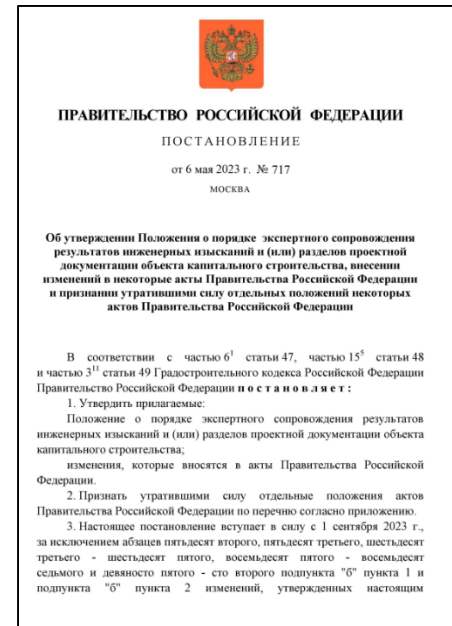 ПРАВИТЕЛЬСТВО РОССИЙСКОЙ ФЕДЕРАЦИИ
ПОСТАНОВЛЕНИЕ
от 6 мая 2023 г. № 717
МОСКВА
Об утверждении Положения о порядке экспертного сопровождения
результатов инженерных изысканий и (или) разделов проектной
документации объекта капитального строительства, внесении
изменений в некоторые акты Правительства Российской Федерации
и признании утратившими силу отдельных положений некоторых
актов Правительства Российской Федерации
В соответствии с частью 6¹ статьи 47, частью 15⁵ статьи 48
и частью 3¹¹ статьи 49 Градостроительного кодекса Российской Федерации
Правительство Российской Федерации постановляет:
1. Утвердить прилагаемые:
Положение о порядке экспертного сопровождения результатов
инженерных изысканий и (или) разделов проектной документации объекта
капитального строительства;
изменения, которые вносятся в акты Правительства Российской
Федерации.
2. Признать утратившими силу отдельные положения актов
Правительства Российской Федерации по перечню согласно приложению.
3. Настоящее постановление вступает в силу с 1 сентября 2023 г.,
за исключением абзацев пятьдесят второго, пятьдесят третьего, шестьдесят
третьего - шестьдесят пятого, восемьдесят пятого - восемьдесят
седьмого и девяносто пятого - сто второго подпункта "б" пункта 1 и
подпункта "б" пункта 2 изменений, утвержденных настоящим